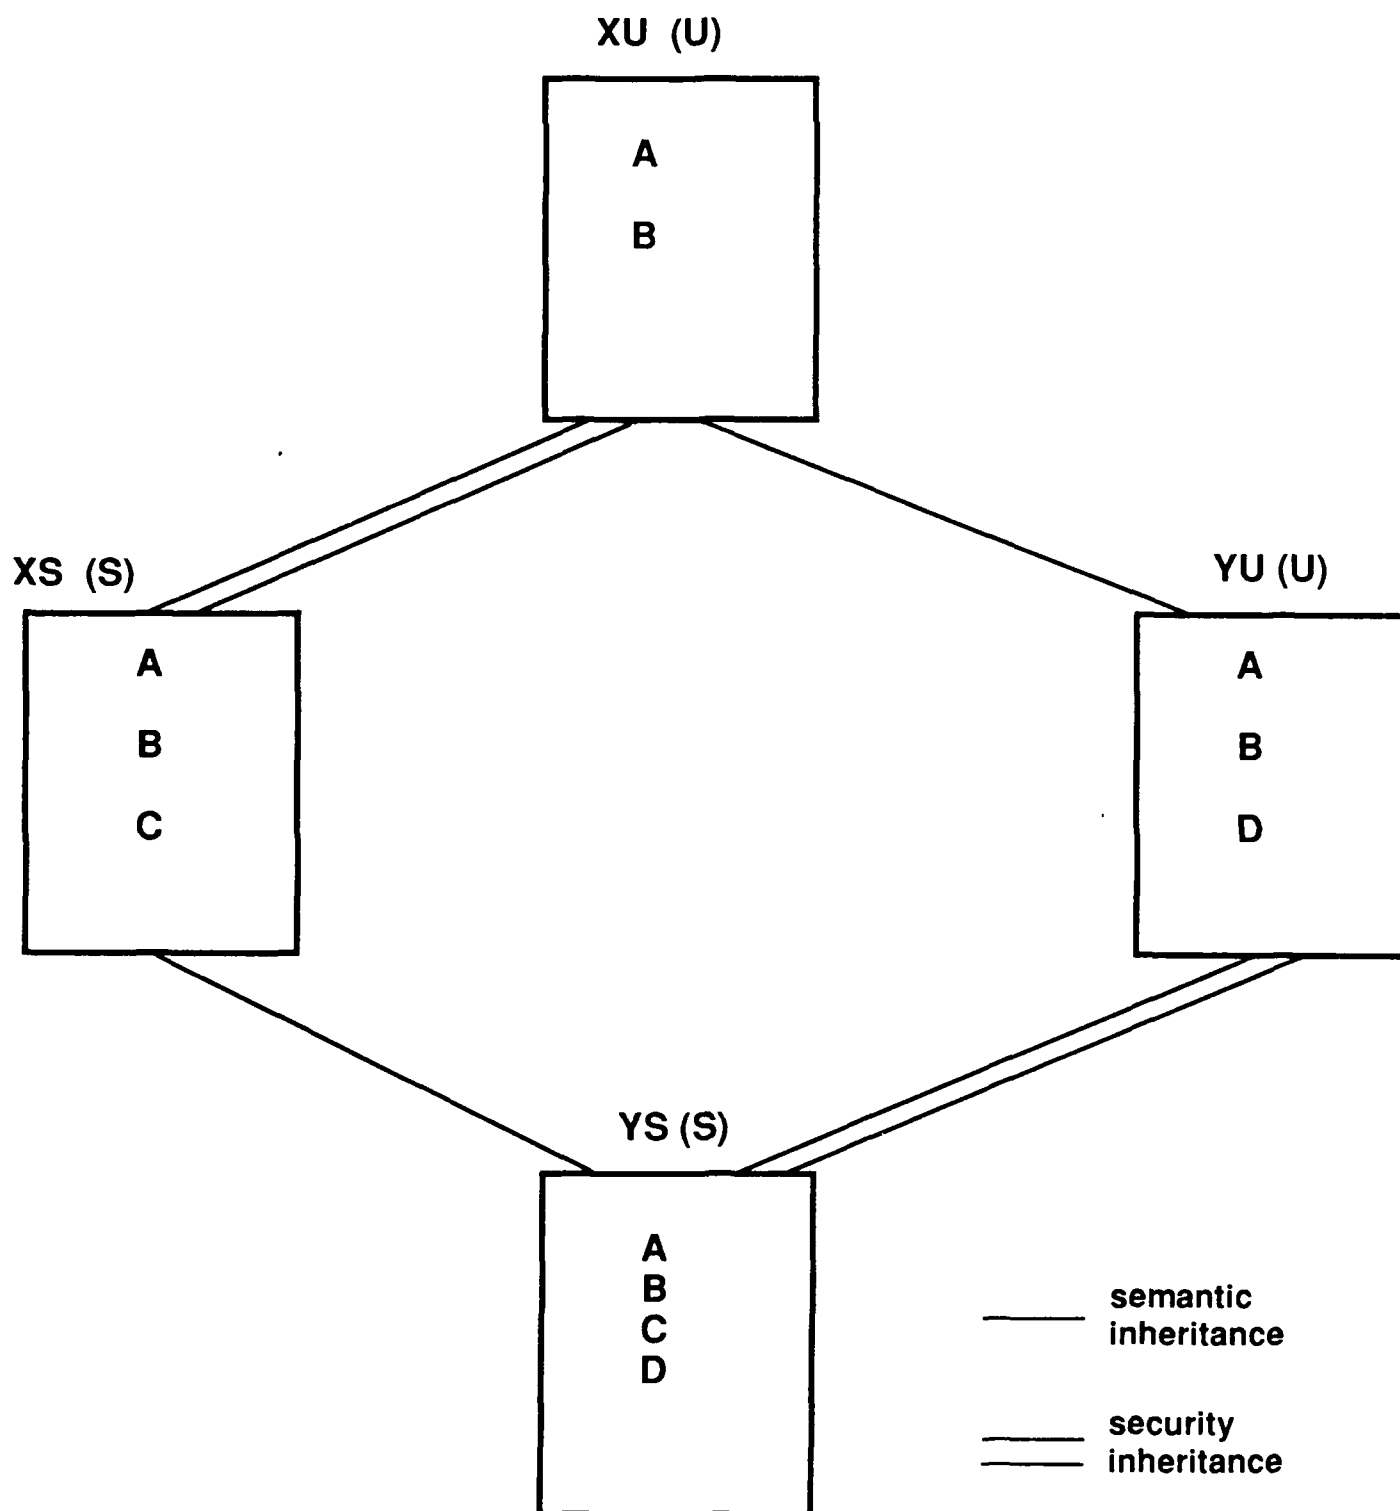 XU (U)
A
B
XS (S)
A
B
C
YU (U)
A
B
D
YS (S)
A
B
C
D
semantic
inheritance
security
inheritance